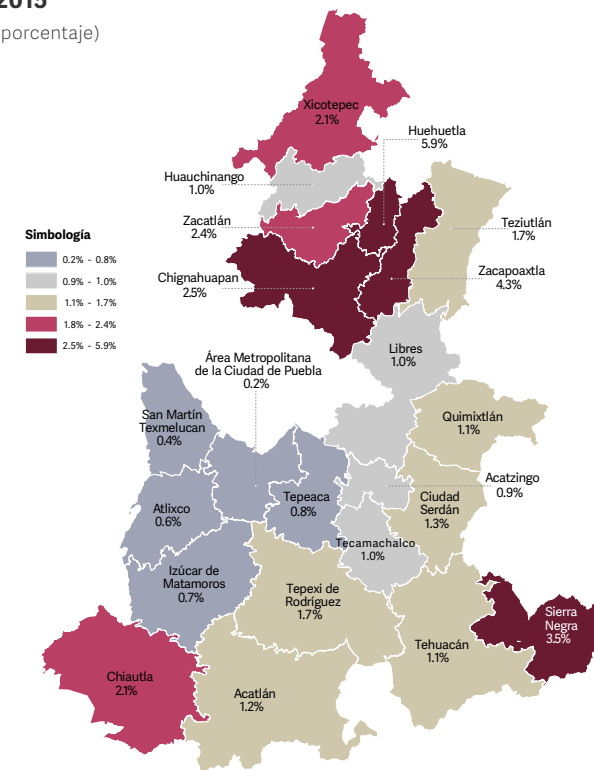 2015
porcentaje)
Xicotepec
2.1%
Huehuetla
5.9%
Huauchinango
1.0%
Zacatlán
2.4%
Teziutlán
1.7%
Simbología
0.2% - 0.8%
0.9% - 1.0%
1.1% - 1.7%
1.8% - 2.4%
2.5% - 5.9%
Chignahuapan
2.5%
Zacapoaxtla
4.3%
Libres
1.0%
Área Metropolitana
de la Ciudad de Puebla
0.2%
San Martín
Texmelucan
0.4%
Quimixtlán
1.1%
Acatzingo
0.9%
Tepeaca
0.8%
Ciudad
Serdán
1.3%
Atlixco
0.6%
Tecamachalco
1.0%
Izúcar de
Matamoros
0.7%
Tepexi de
Rodríguez
1.7%
Sierra
Negra
3.5%
Tehuacán
1.1%
Chiautla
2.1%
Acatlán
1.2%